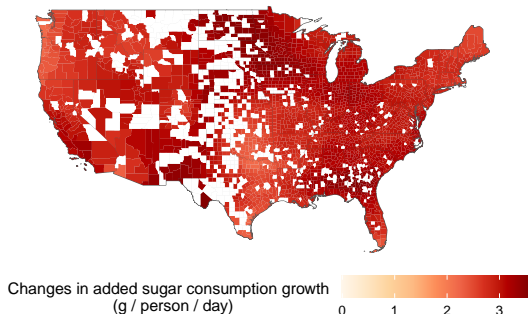 Changes in added sugar consumption growth
(g / person / day)
0 1 2 3